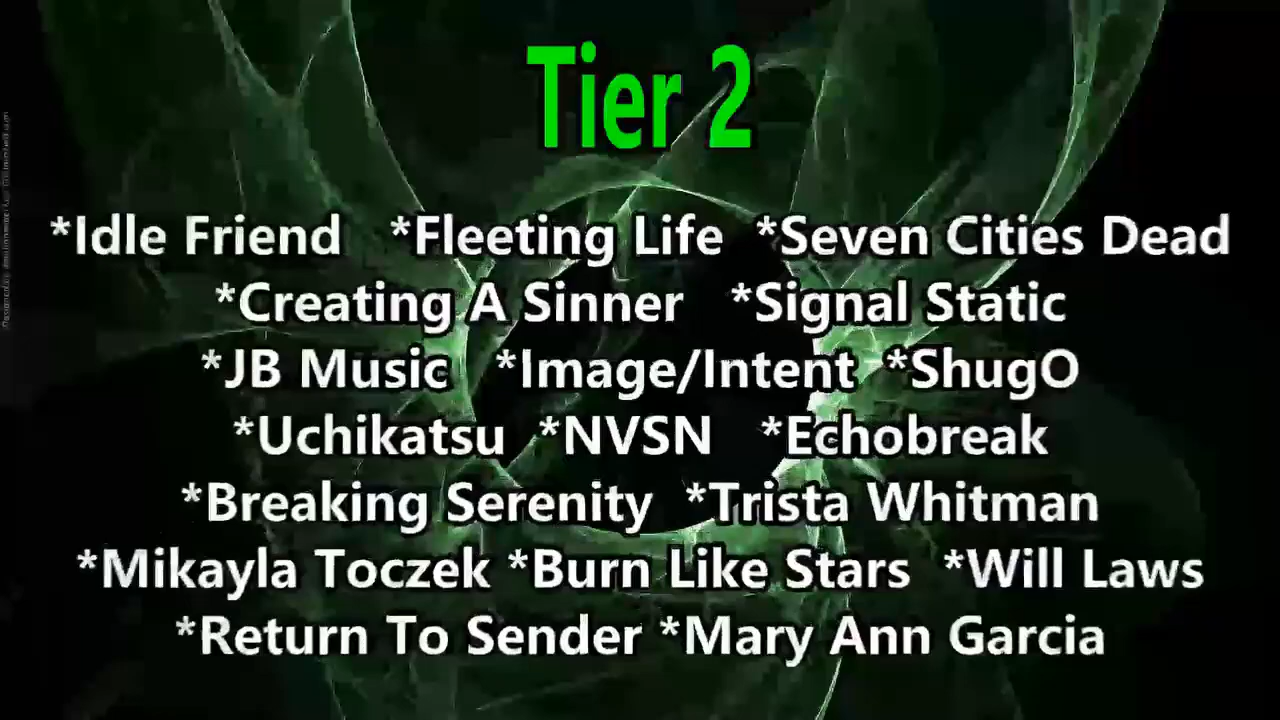 Tier 2
*Idle Friend *Fleeting Life *Seven Cities Dead
*Creating A Sinner *Signal Static
*JB Music *Image/Intent *ShugO
*Uchikatsu *NVSN *Echobreak
*Breaking Serenity *Trista Whitman
*Mikayla Toczek *Burn Like Stars *Will Laws
*Return To Sender *Mary Ann Garcia